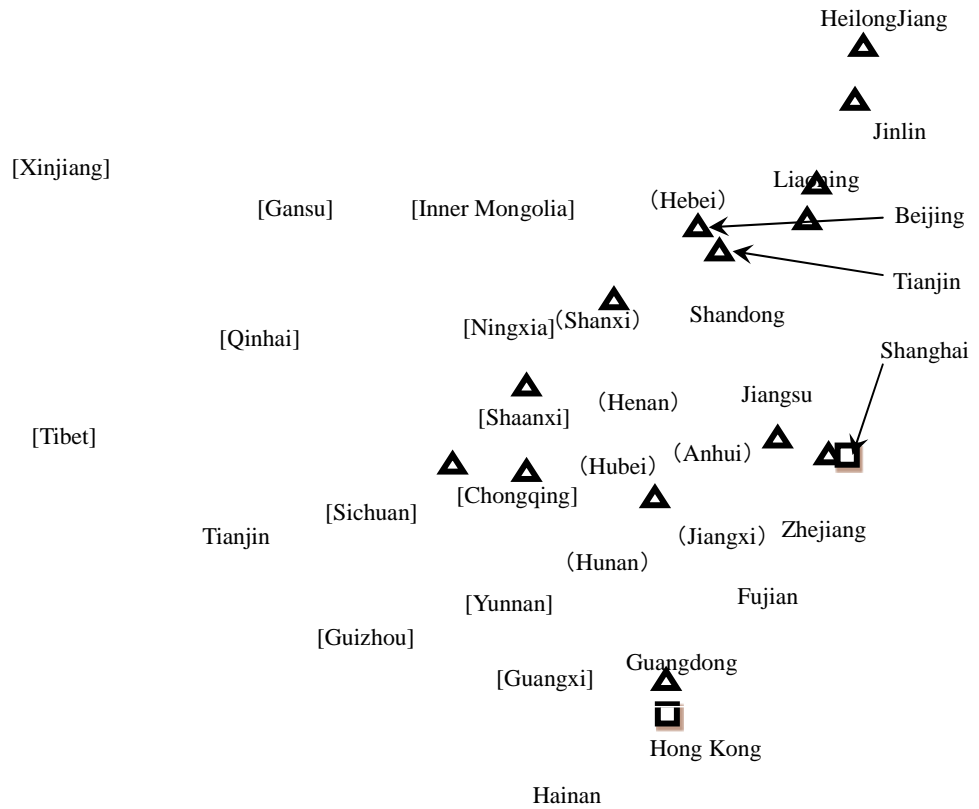 HeilongJiang
Jinlin
[Xinjiang]
Liaoning
（Hebei）
[Gansu]
[Inner Mongolia]
Beijing
Tianjin
Shandong
（Shanxi）
[Ningxia]
[Qinhai]
Shanghai
Jiangsu
（Henan）
[Shaanxi]
[Tibet]
（Anhui）
（Hubei）
[Chongqing]
[Sichuan]
Zhejiang
Tianjin
（Jiangxi）
（Hunan）
Fujian
[Yunnan]
[Guizhou]
Guangdong
[Guangxi]
Hong Kong
Hainan